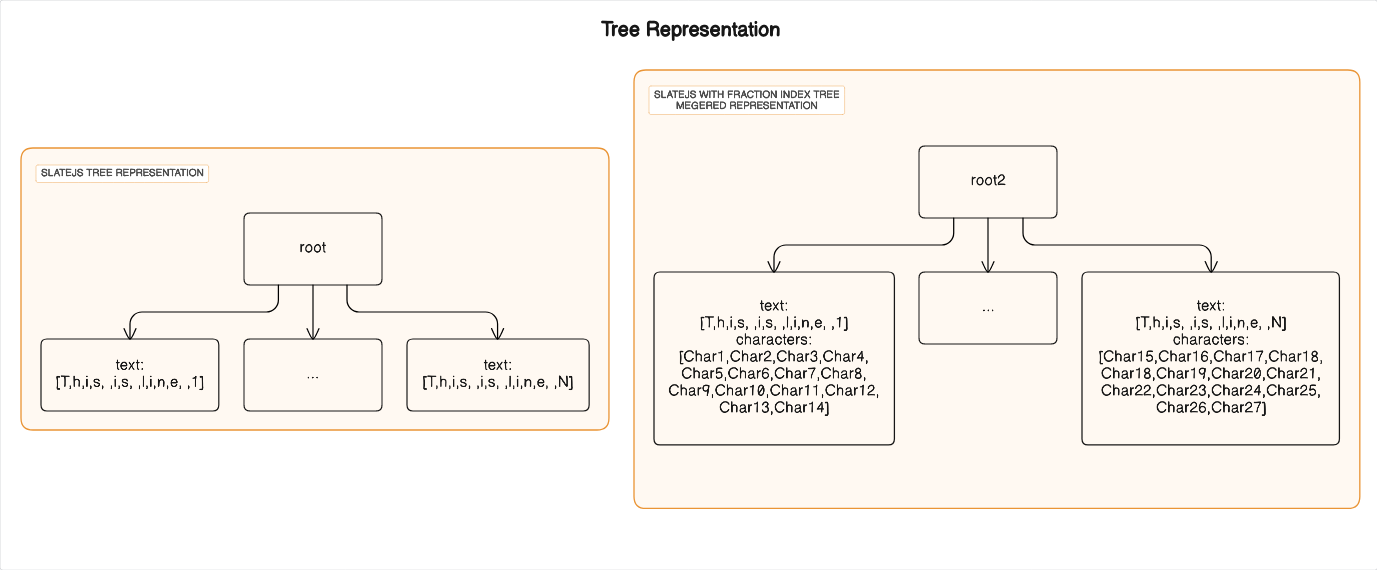 Tree Representation
SLATEJS TREE REPRESENTATION
root
text:
[T,h,i,s, ,i,s, ,l,i,n,e, ,1]
...
text:
[T,h,i,s, ,i,s, ,l,i,n,e, ,N]
SLATEJS WITH FRACTION INDEX TREE
MEGERED REPRESENTATION
root2
text:
[T,h,i,s, ,i,s, ,l,i,n,e, ,1]
characters:
[Char1,Char2,Char3,Char4,
Char5,Char6,Char7,Char8,
Char9,Char10,Char11,Char12,
Char13,Char14]
...
text:
[T,h,i,s, ,i,s, ,l,i,n,e, ,N]
characters:
[Char15,Char16,Char17,Char18,
Char18,Char19,Char20,Char21,
Char22,Char23,Char24,Char25,
Char26,Char27]